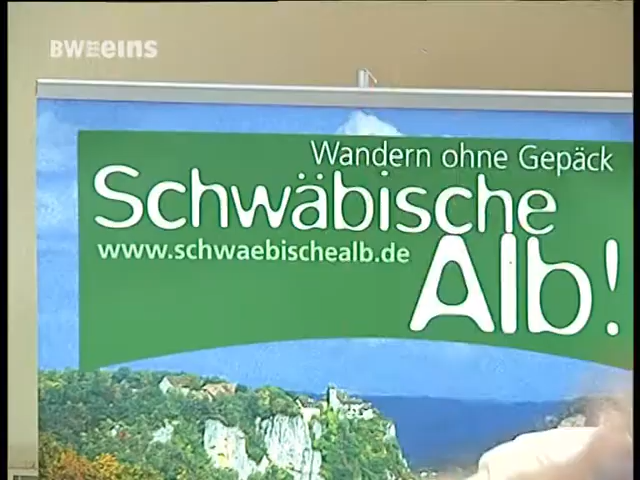 BW eins
Wandern ohne Gepäck
Schwäbische
www.schwaebischealb.de
Alb!